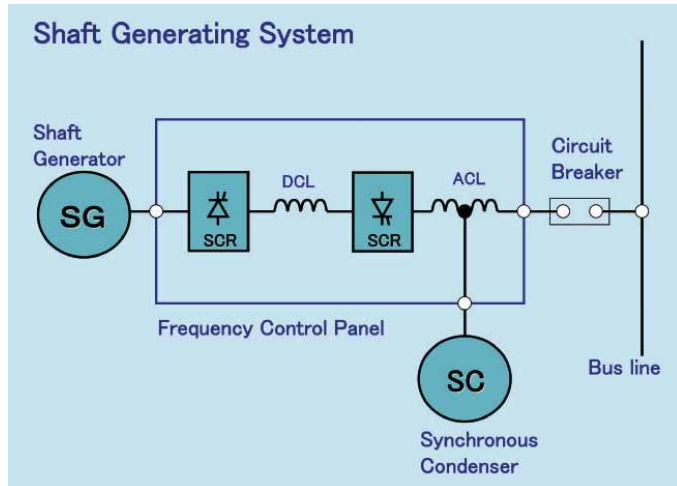 Shaft Generating System
Shaft
Generator
SG
SCR
DCL
SCR
ACL
Circuit
Breaker
Frequency Control Panel
SC
Synchronous
Condenser
Bus line